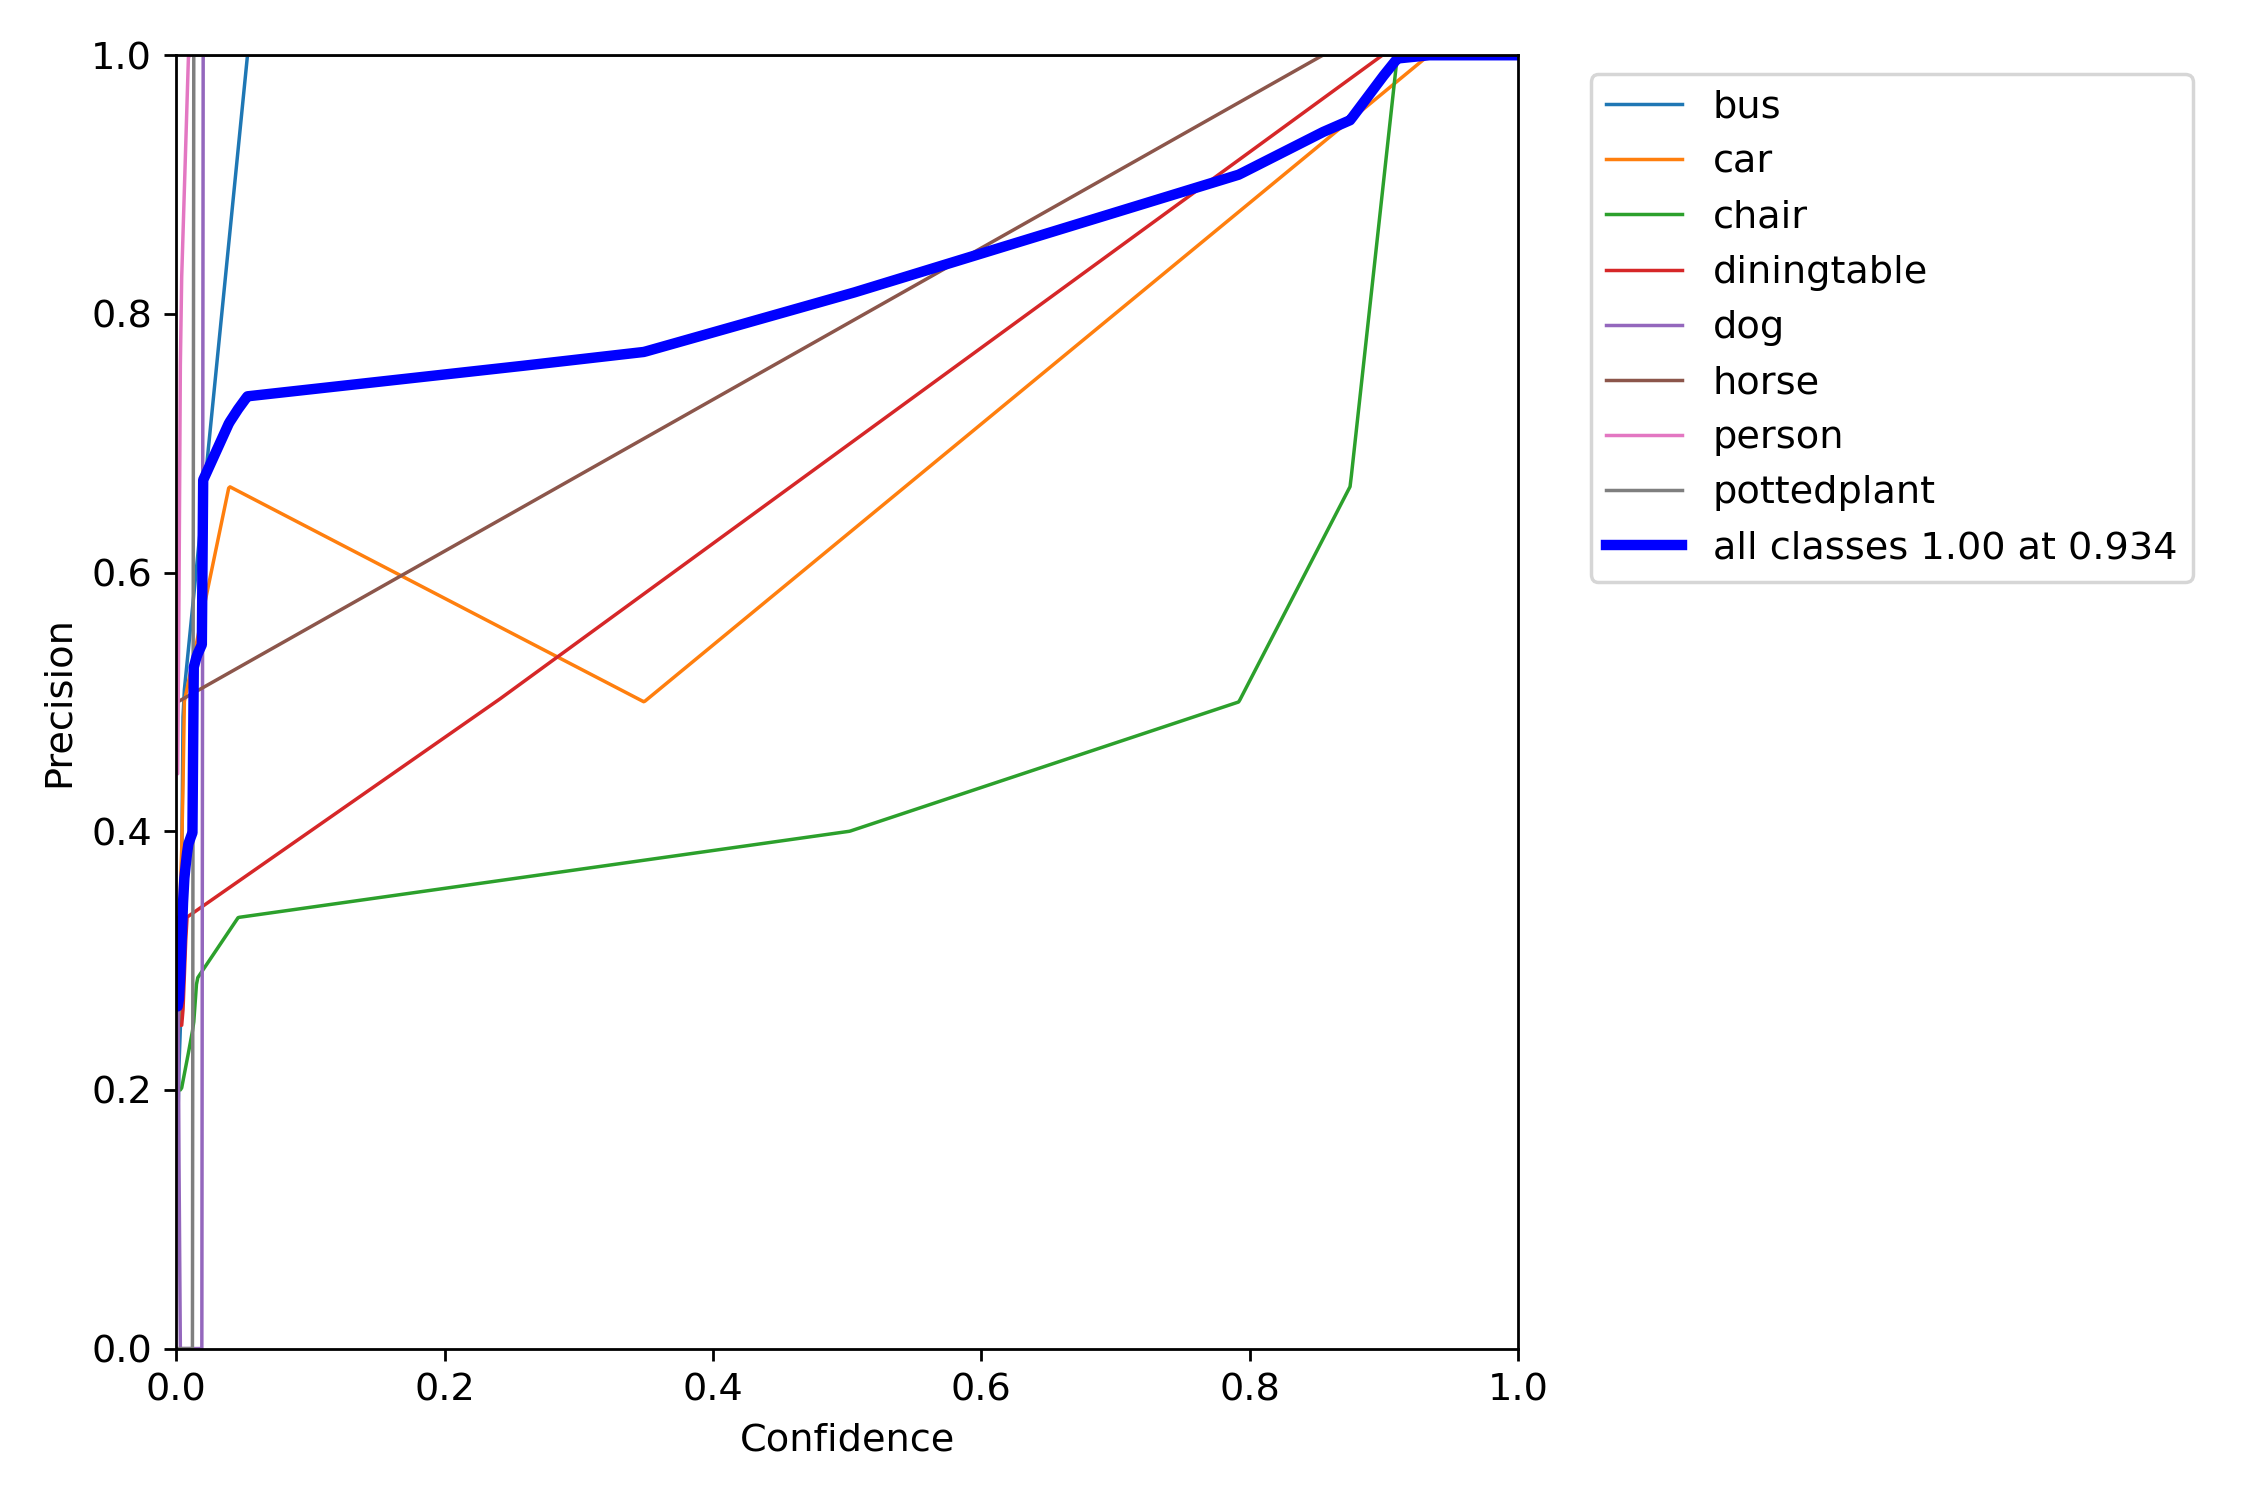 1.0
0.8
0.6
0.4
0.2
0.0
Precision
0.0 0.2 0.4 0.6 0.8 1.0
Confidence
bus
car
chair
diningtable
dog
horse
person
pottedplant
all classes 1.00 at 0.934